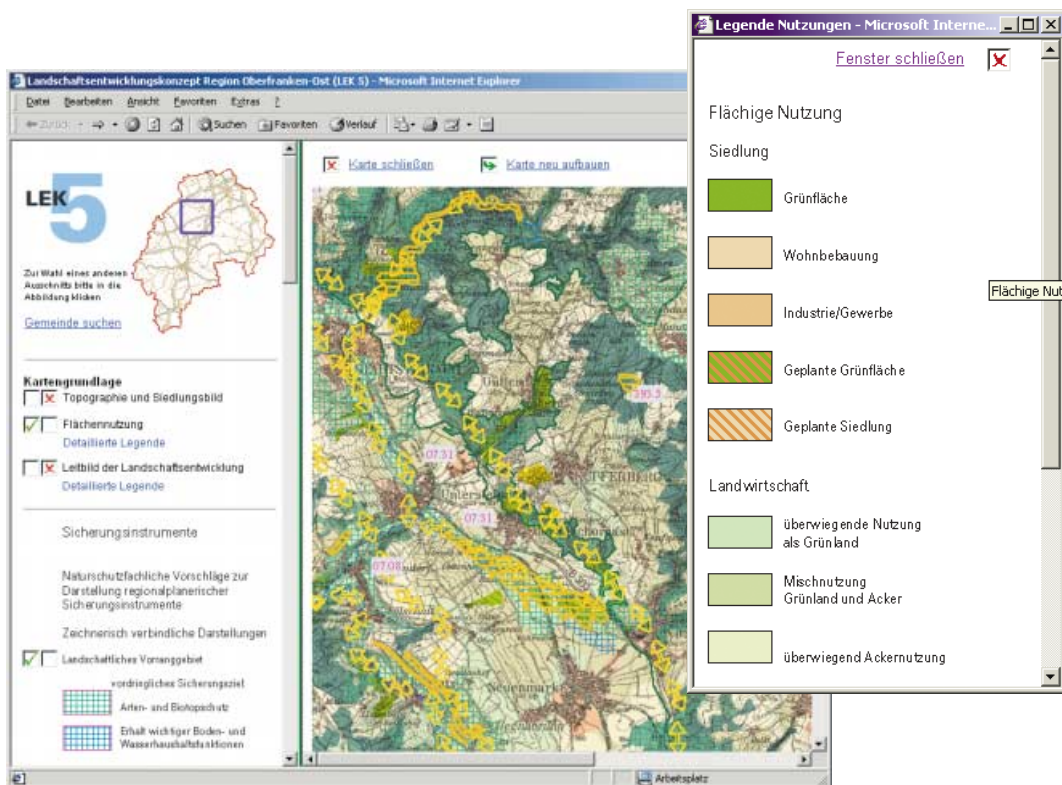 Landschaftsentwicklungskonzept Region Oberfranken-Ost (LEK 5) - Microsoft Internet Explorer
Datei Bearbeiten Ansicht Favoriten Extras ?
Zurück Suchen Favoriten Verlauf
LEK
5
Zur Wahl eines anderen
Ausschnitts bitte in die
Abbildung klicken
Gemeinde suchen
Kartengrundlage
Topographie und Siedlungsbild
Flächennutzung
Detaillierte Legende
Leitbild der Landschaftsentwicklung
Detaillierte Legende
Sicherungsinstrumente
Naturschutzfachliche Vorschläge zur
Darstellung regionalplanerischer
Sicherungsinstrumente
Zeichnerisch verbindliche Darstellungen
Landschaftliches Vorranggebiet
vordringliches Sicherungsziel
Arten- und Biotopschutz
Erhalt wichtiger Boden- und
Wasserhaushaltsfunktionen
Karte schließen
Karte neu aufbauen
07.31
07.31
07.08
Neuenmarkt
Arbeitsplatz
Legende Nutzungen - Microsoft Interne...
Fenster schließen
Flächige Nutzung
Siedlung
Grünfläche
Wohnbebauung
Flächige Nut
Industrie/Gewerbe
Geplante Grünfläche
Geplante Siedlung
Landwirtschaft
überwiegende Nutzung
als Grünland
Mischnutzung
Grünland und Acker
überwiegend Ackernutzung